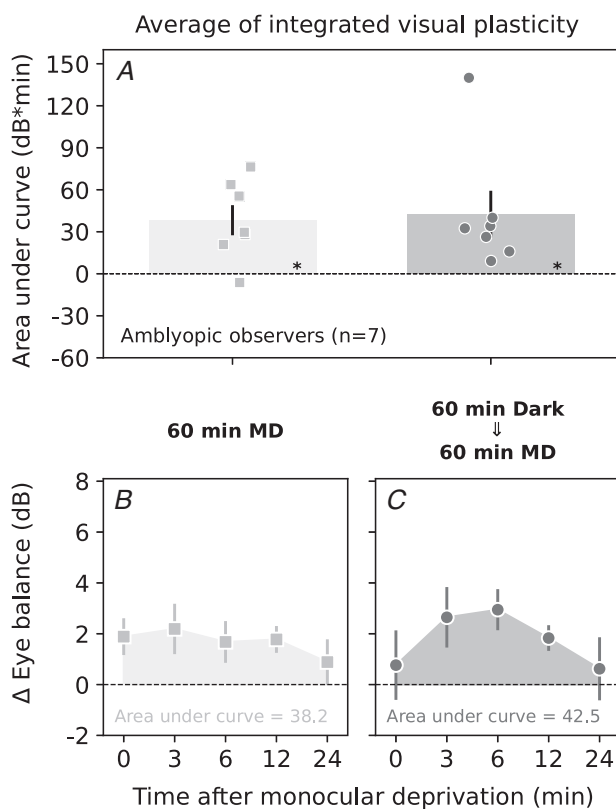 Average of integrated visual plasticity
A
Area under curve (dB*min)
150
120
90
60
30
0
-30
-60
*
*
Amblyopic observers (n=7)
60 min MD
60 min Dark
⇓
60 min MD
B
C
Δ Eye balance (dB)
8
6
4
2
0
-2
Area under curve = 38.2
Area under curve = 42.5
0 3 6 12 24
0 3 6 12 24
Time after monocular deprivation (min)